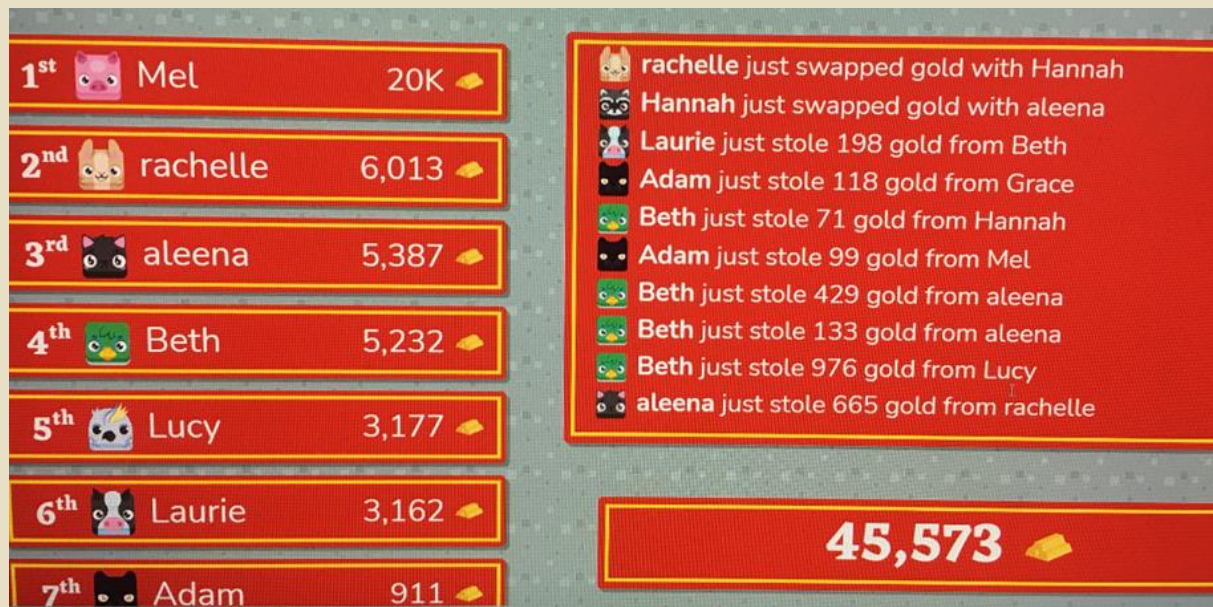 1st Mel 20K
2nd rachelle 6,013
3rd aleena 5,387
4th Beth 5,232
5th Lucy 3,177
6th Laurie 3,162
7th Adam 911
rachelle just swapped gold with Hannah
Hannah just swapped gold with aleena
Laurie just stole 198 gold from Beth
Adam just stole 118 gold from Grace
Beth just stole 71 gold from Hannah
Adam just stole 99 gold from Mel
Beth just stole 429 gold from aleena
Beth just stole 133 gold from aleena
Beth just stole 976 gold from Lucy
aleena just stole 665 gold from rachelle
45,573